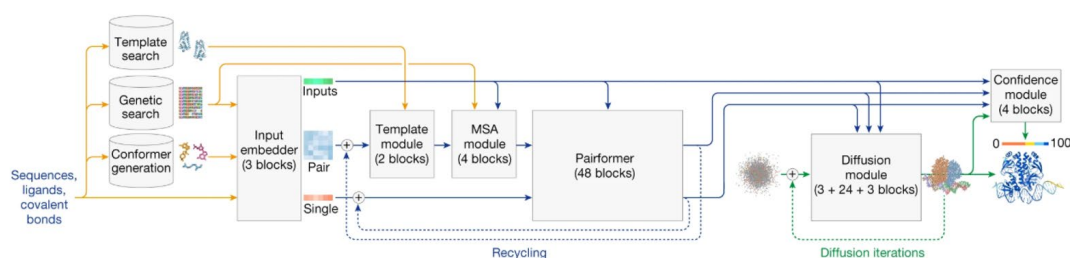 Template
search
Genetic
search
Conformer
generation
Sequences,
ligands,
covalent
bonds
Input
embedder
(3 blocks)
Inputs
Pair
Single
Template
module
(2 blocks)
MSA
module
(4 blocks)
Pairformer
(48 blocks)
Diffusion
module
(3 + 24 + 3 blocks)
Confidence
module
(4 blocks)
0 100
Recycling
Diffusion iterations